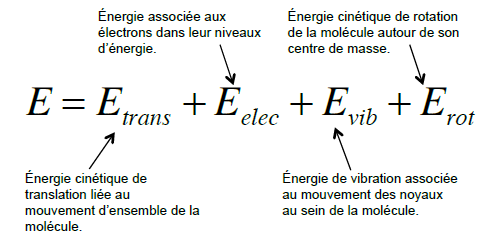 Énergie associée aux
électrons dans leur niveaux
d'énergie.
Énergie cinétique de rotation
de la molécule autour de son
centre de masse.
E = E_trans + E_elec + E_vib + E_rot
Énergie cinétique de
translation liée au
mouvement d'ensemble de la
molécule.
Énergie de vibration associée
au mouvement des noyaux
au sein de la molécule.